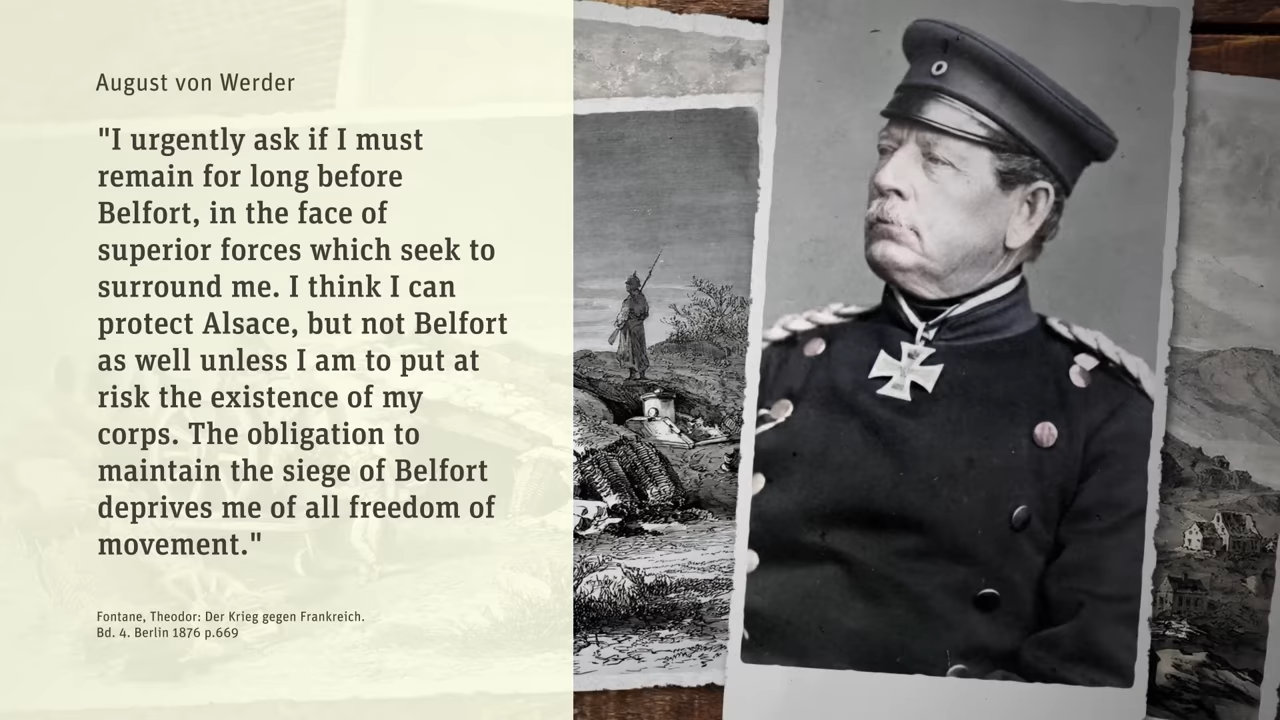 August von Werder
"I urgently ask if I must
remain for long before
Belfort, in the face of
superior forces which seek to
surround me. I think I can
protect Alsace, but not Belfort
as well unless I am to put at
risk the existence of my
corps. The obligation to
maintain the siege of Belfort
deprives me of all freedom of
movement."
Fontane, Theodor: Der Krieg gegen Frankreich.
Bd. 4. Berlin 1876 p.669